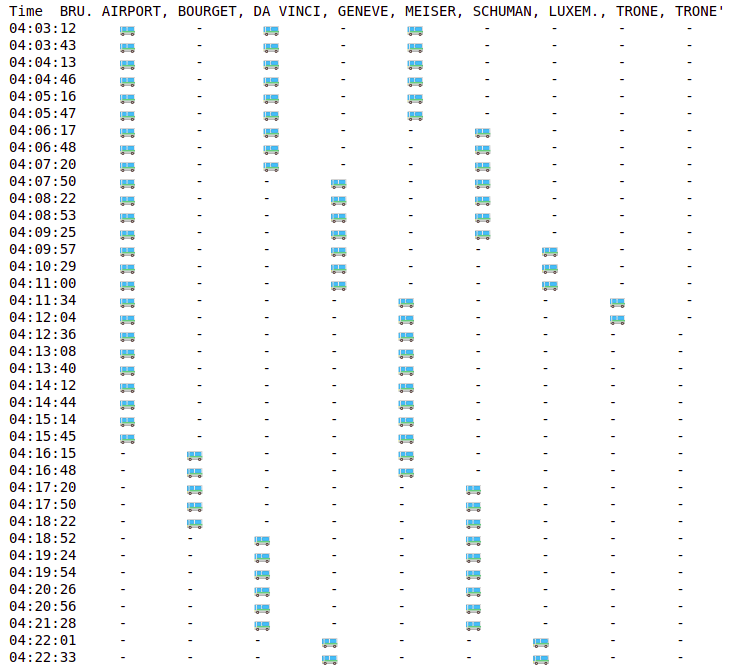 Time BRU. AIRPORT, BOURGET, DA VINCI, GENEVE, MEISER, SCHUMAN, LUXEM., TRONE, TRONE'
04:03:12 🚌 - 🚌 - 🚌 - - - -
04:03:43 🚌 - 🚌 - 🚌 - - - -
04:04:13 🚌 - 🚌 - 🚌 - - - -
04:04:46 🚌 - 🚌 - 🚌 - - - -
04:05:16 🚌 - 🚌 - 🚌 - - - -
04:05:47 🚌 - 🚌 - 🚌 - - - -
04:06:17 🚌 - 🚌 - - 🚌 - - -
04:06:48 🚌 - 🚌 - - 🚌 - - -
04:07:20 🚌 - 🚌 - - 🚌 - - -
04:07:50 🚌 - - 🚌 - 🚌 - - -
04:08:22 🚌 - - 🚌 - 🚌 - - -
04:08:53 🚌 - - 🚌 - 🚌 - - -
04:09:25 🚌 - - 🚌 - 🚌 - - -
04:09:57 🚌 - - 🚌 - - 🚌 - -
04:10:29 🚌 - - 🚌 - - 🚌 - -
04:11:00 🚌 - - 🚌 - - 🚌 - -
04:11:34 🚌 - - - 🚌 - - 🚌 -
04:12:04 🚌 - - - 🚌 - - 🚌 -
04:12:36 🚌 - - - 🚌 - - - -
04:13:08 🚌 - - - 🚌 - - - -
04:13:40 🚌 - - - 🚌 - - - -
04:14:12 🚌 - - - 🚌 - - - -
04:14:44 🚌 - - - 🚌 - - - -
04:15:14 🚌 - - - 🚌 - - - -
04:15:45 🚌 - - - 🚌 - - - -
04:16:15 - 🚌 - - 🚌 - - - -
04:16:48 - 🚌 - - 🚌 - - - -
04:17:20 - 🚌 - - - 🚌 - - -
04:17:50 - 🚌 - - - 🚌 - - -
04:18:22 - 🚌 - - - 🚌 - - -
04:18:52 - - 🚌 - - 🚌 - - -
04:19:24 - - 🚌 - - 🚌 - - -
04:19:54 - - 🚌 - - 🚌 - - -
04:20:26 - - 🚌 - - 🚌 - - -
04:20:56 - - 🚌 - - 🚌 - - -
04:21:28 - - 🚌 - - 🚌 - - -
04:22:01 - - - 🚌 - - 🚌 - -
04:22:33 - - - 🚌 - - 🚌 - -